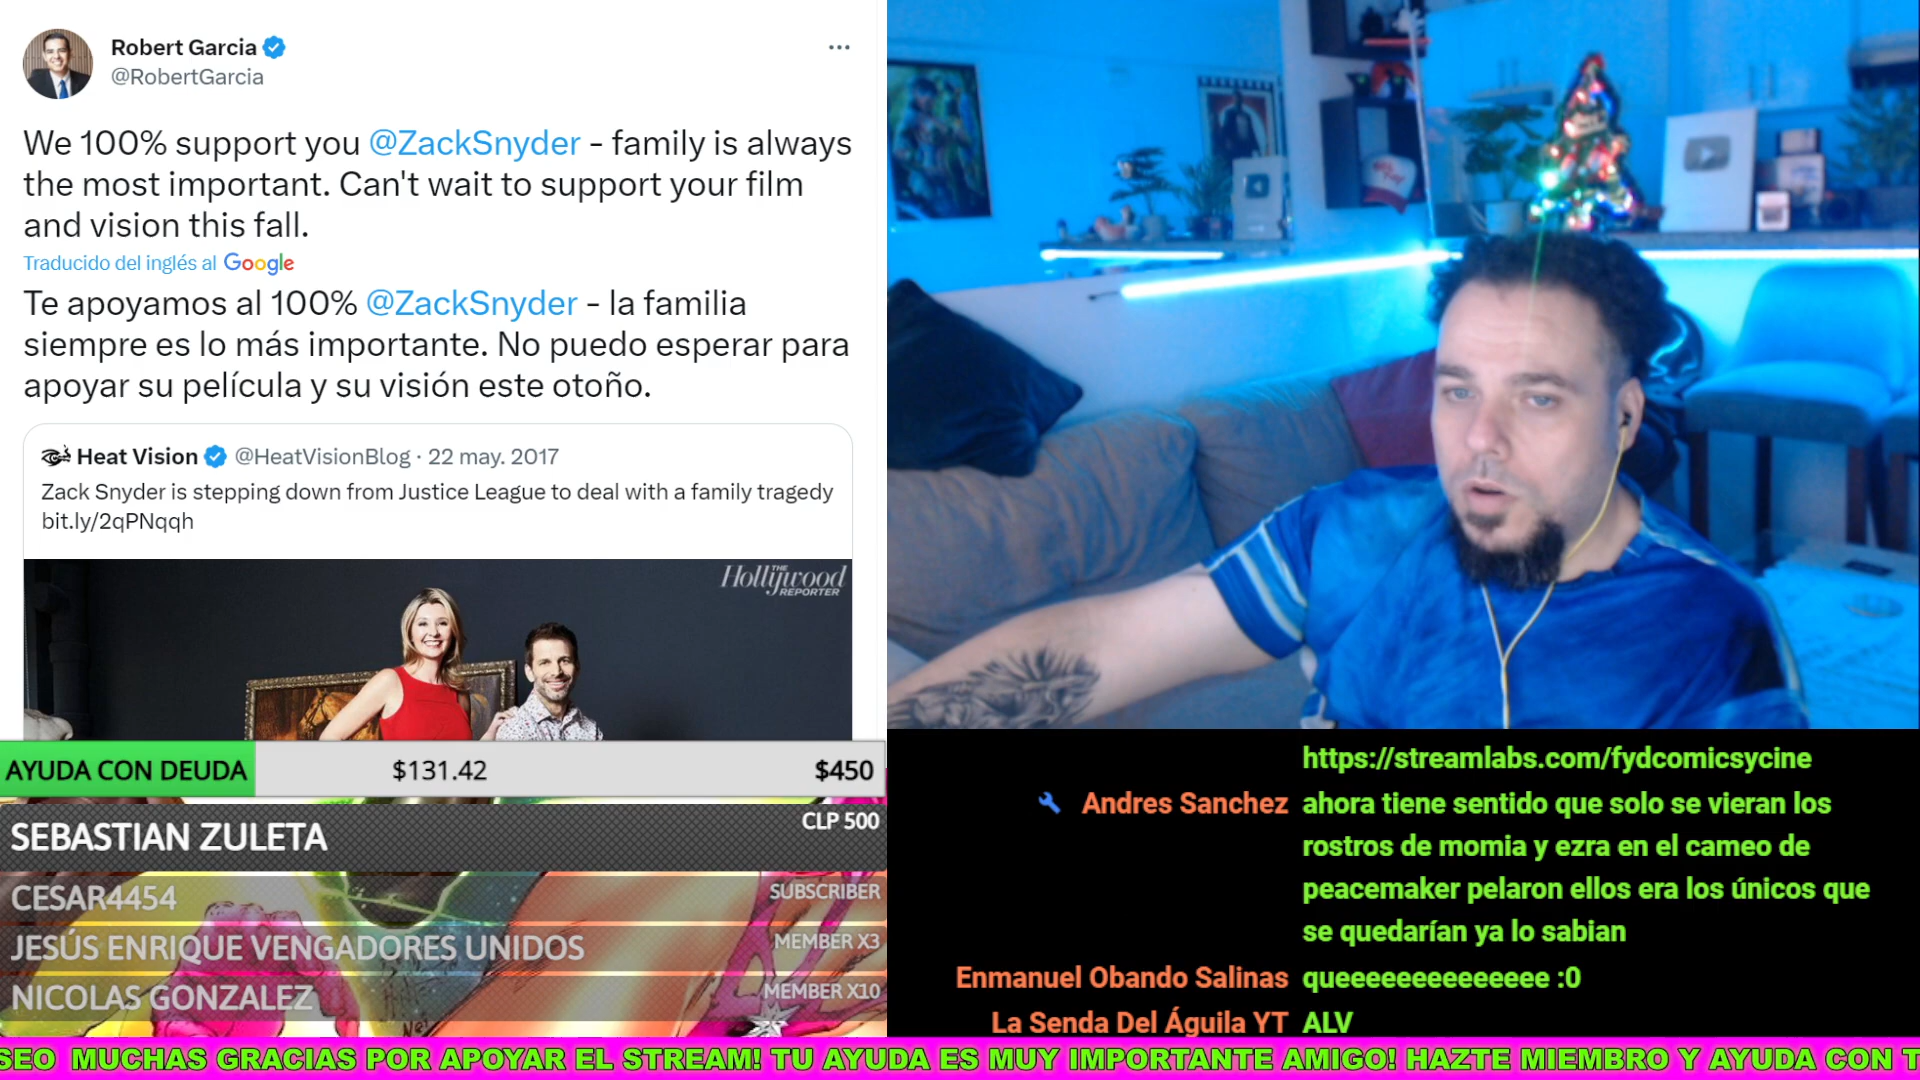 Robert Garcia
@RobertGarcia
We 100% support you @ZackSnyder - family is always
the most important. Can't wait to support your film
and vision this fall.
Traducido del inglés al Google
Te apoyamos al 100% @ZackSnyder - la familia
siempre es lo más importante. No puedo esperar para
apoyar su película y su visión este otoño.
Heat Vision @HeatVisionBlog · 22 may. 2017
Zack Snyder is stepping down from Justice League to deal with a family tragedy
bit.ly/2qPNqqh
THE
Hollywood
REPORTER
AYUDA CON DEUDA $131.42 $450
SEBASTIAN ZULETA CLP 500
CESAR4454 SUBSCRIBER
JESÚS ENRIQUE VENGADORES UNIDOS MEMBER X3
NICOLAS GONZALEZ MEMBER X10
https://streamlabs.com/fydcomicsycine
Andres Sanchez ahora tiene sentido que solo se vieran los
rostros de momia y ezra en el cameo de
peacemaker pelaron ellos era los únicos que
se quedarían ya lo sabian
Enmanuel Obando Salinas queeeeeeeeeeeeee :0
La Senda Del Águila YT ALV
SEO MUCHAS GRACIAS POR APOYAR EL STREAM! TU AYUDA ES MUY IMPORTANTE AMIGO! HAZTE MIEMBRO Y AYUDA CON T